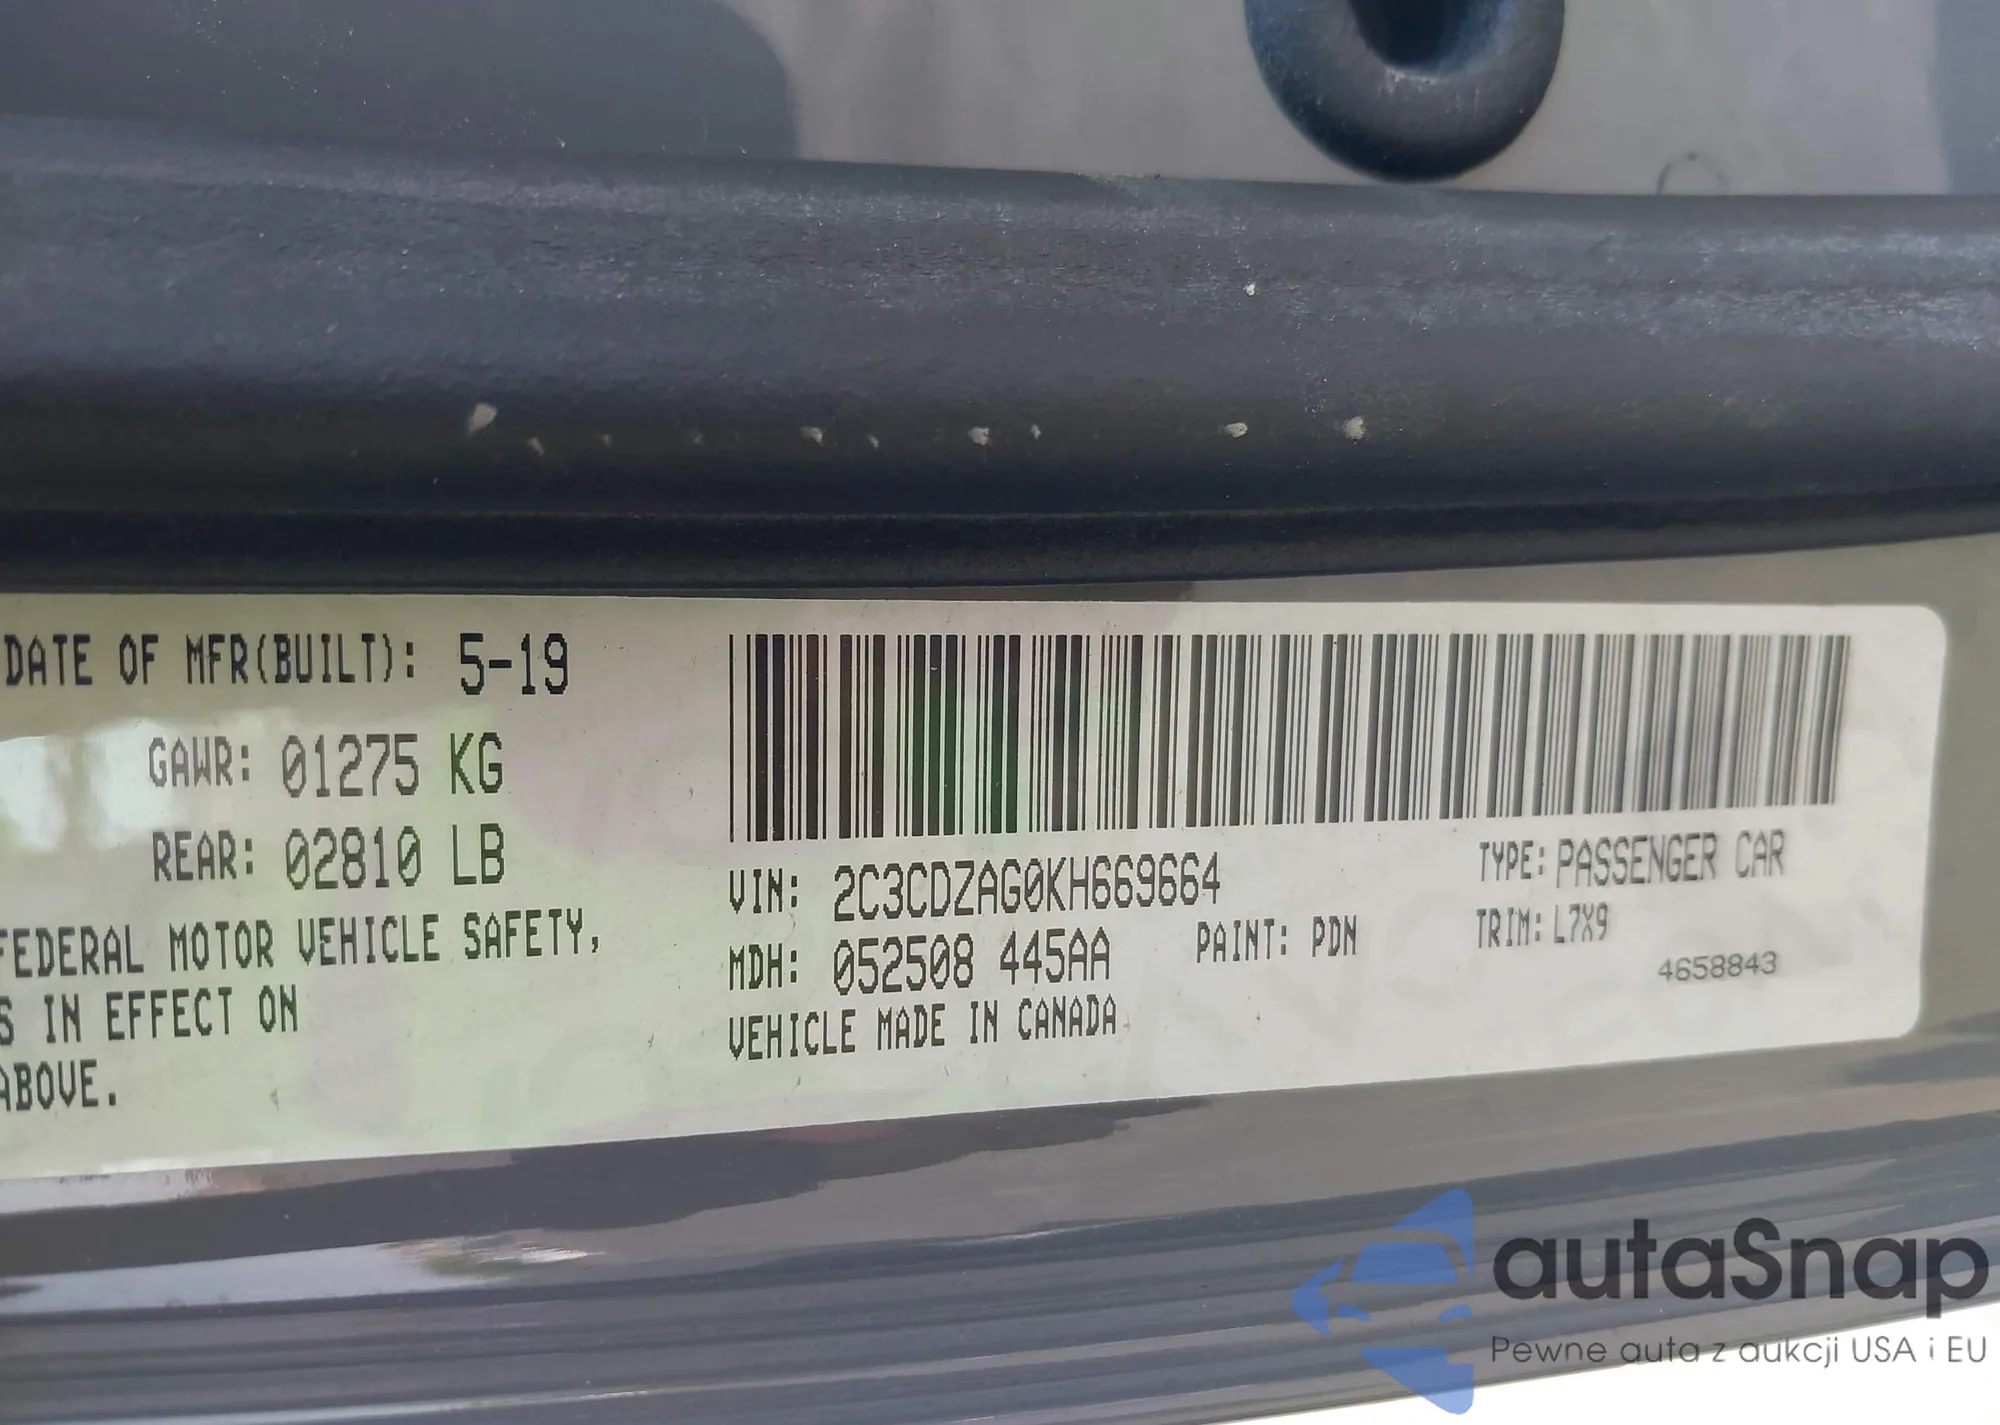 DATE OF MFR(BUILT): 5-19
GAWR: 01275 KG
REAR: 02810 LB
FEDERAL MOTOR VEHICLE SAFETY,
S IN EFFECT ON
ABOVE.
VIN: 2C3CDZAG0KH669664
TYPE: PASSENGER CAR
MDH: 052508 445AA
PAINT: PDN
TRIM: L7X9
VEHICLE MADE IN CANADA
4658843
autaSnap
Pewne auta z aukcji USA i EU